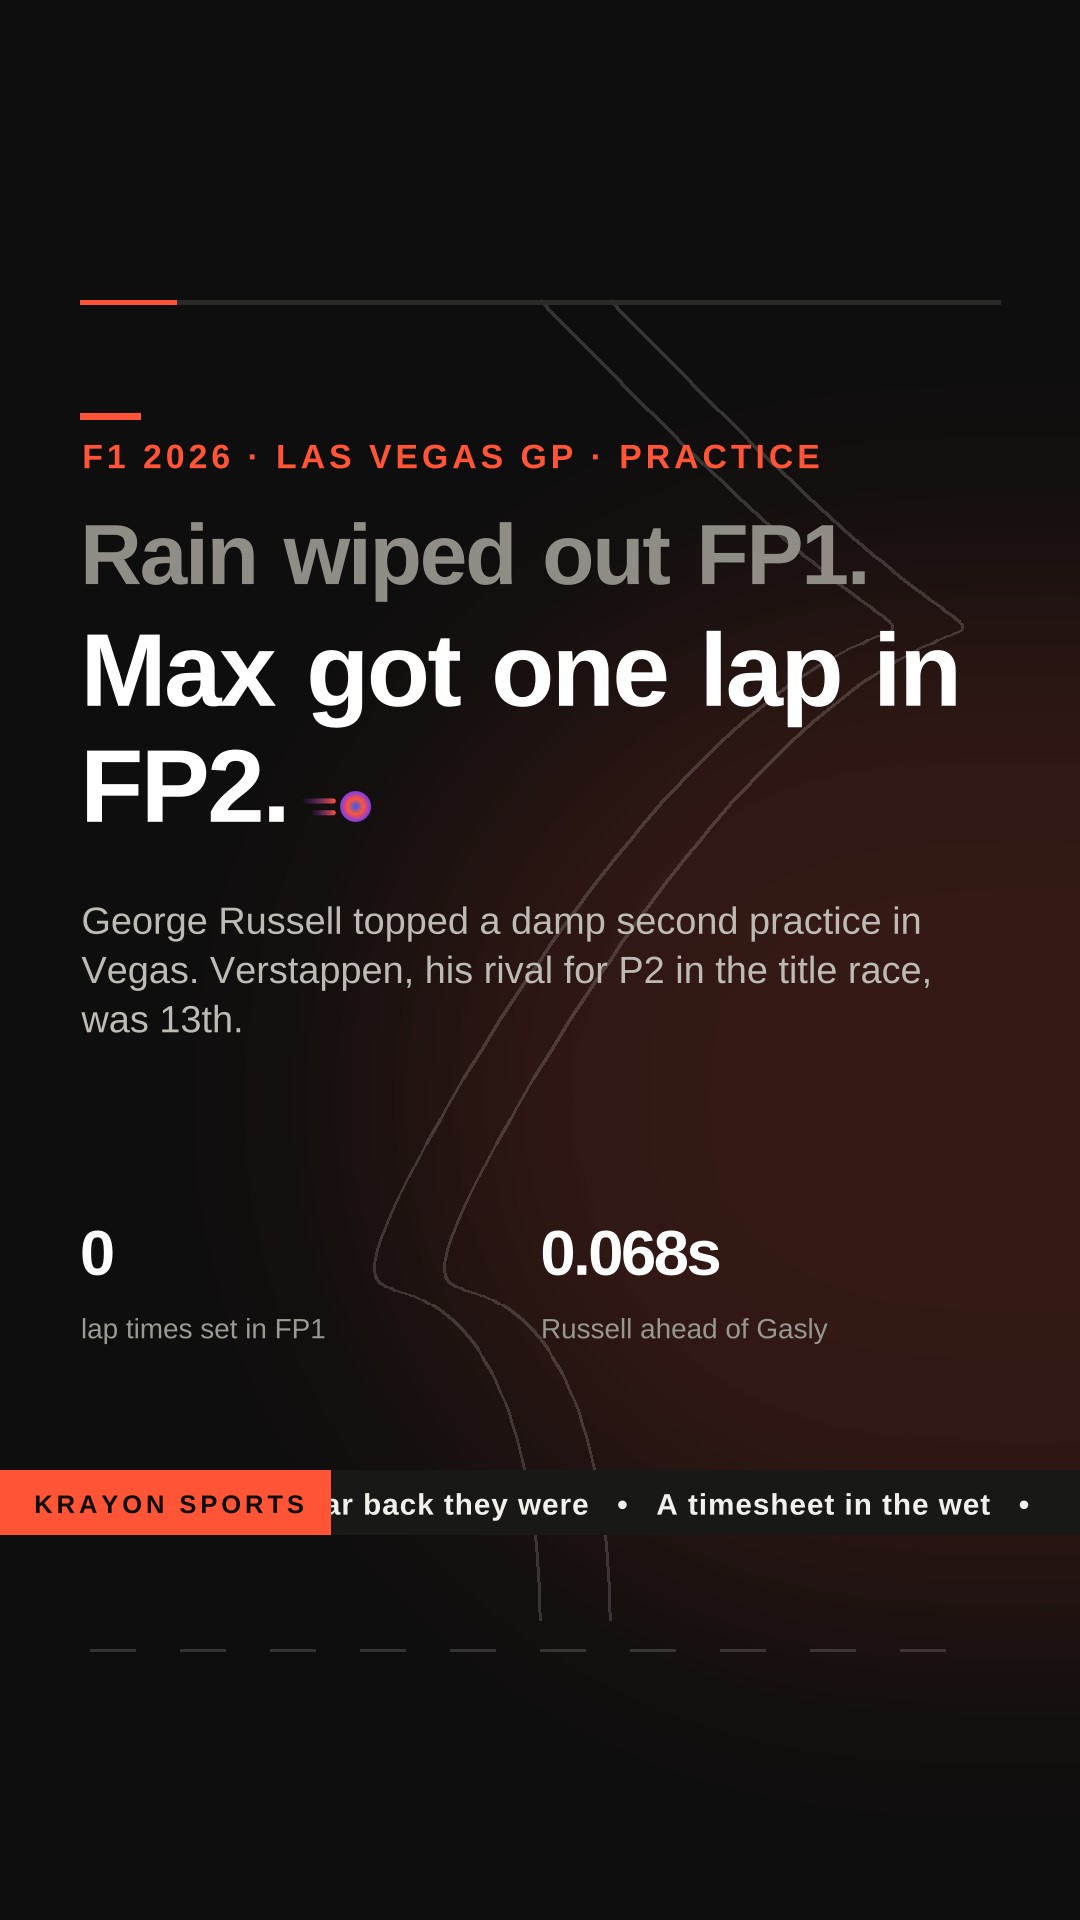 F1 2026 · LAS VEGAS GP · PRACTICE
Rain wiped out FP1.
Max got one lap in
FP2.
George Russell topped a damp second practice in
Vegas. Verstappen, his rival for P2 in the title race,
was 13th.
0
0.068s
lap times set in FP1
Russell ahead of Gasly
KRAYON SPORTS
back they were • A timesheet in the wet •